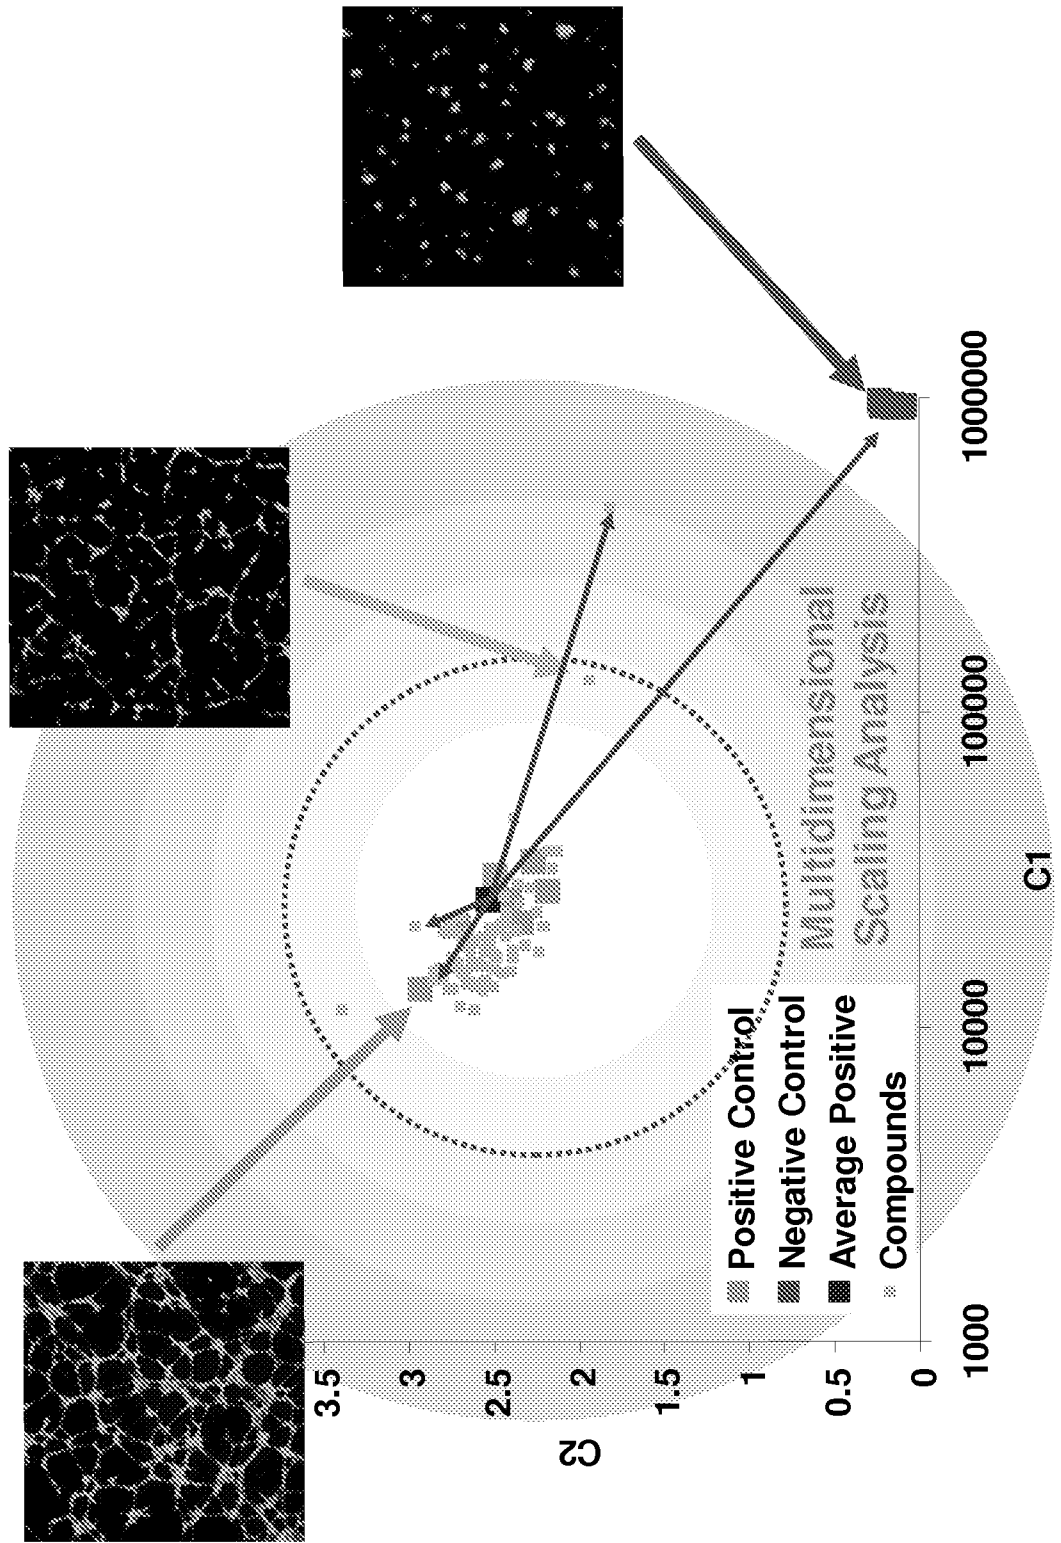 3.5
3
2.5
2
1.5
1
0.5
0
C2
Positive Control
Negative Control
Average Positive
Compounds
Multidimensional
Scaling Analysis
1000
10000
100000
1000000
C1